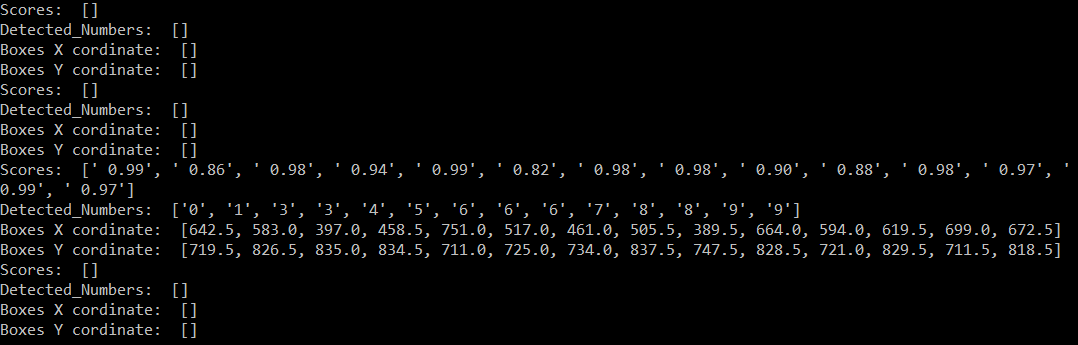 Scores:  []
Detected_Numbers:  []
Boxes X cordinate:  []
Boxes Y cordinate:  []
Scores:  []
Detected_Numbers:  []
Boxes X cordinate:  []
Boxes Y cordinate:  []
Scores:  [' 0.99', ' 0.86', ' 0.98', ' 0.94', ' 0.99', ' 0.82', ' 0.98', ' 0.98', ' 0.90', ' 0.88', ' 0.98', ' 0.97', '
0.99', ' 0.97']
Detected_Numbers:  ['0', '1', '3', '3', '4', '5', '6', '6', '6', '7', '8', '8', '9', '9']
Boxes X cordinate:  [642.5, 583.0, 397.0, 458.5, 751.0, 517.0, 461.0, 505.5, 389.5, 664.0, 594.0, 619.5, 699.0, 672.5]
Boxes Y cordinate:  [719.5, 826.5, 835.0, 834.5, 711.0, 725.0, 734.0, 837.5, 747.5, 828.5, 721.0, 829.5, 711.5, 818.5]
Scores:  []
Detected_Numbers:  []
Boxes X cordinate:  []
Boxes Y cordinate:  []